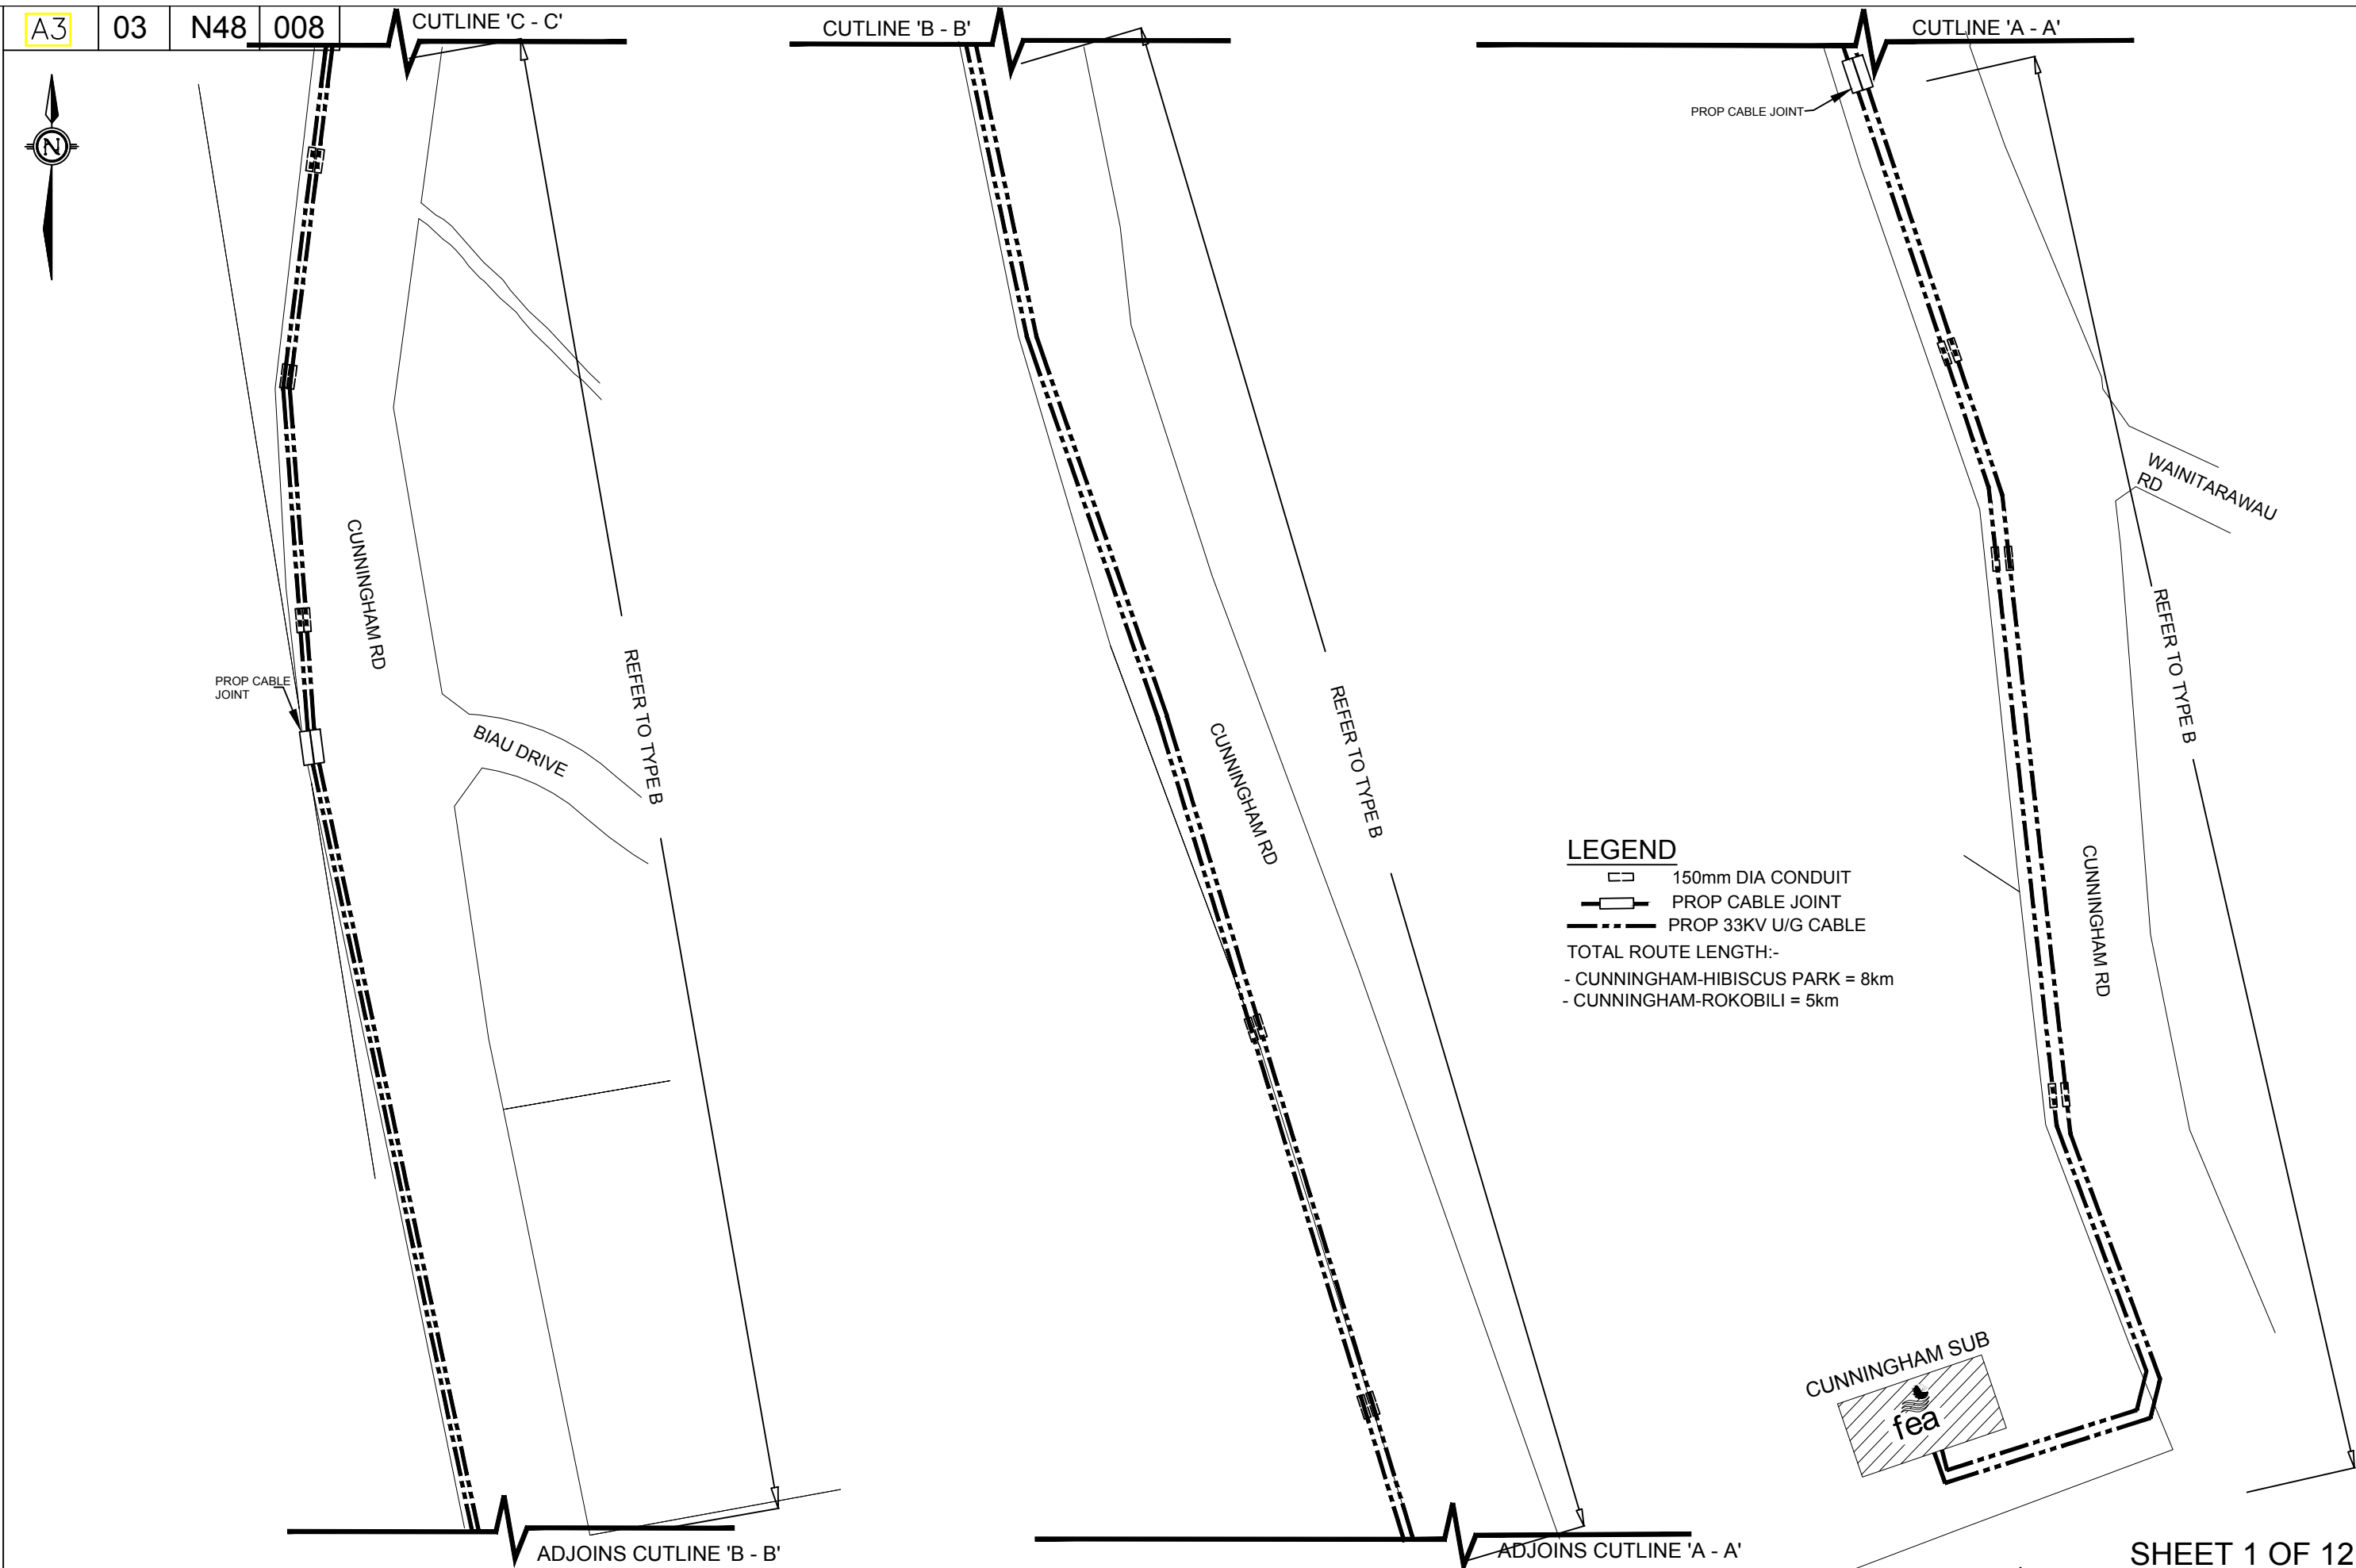 A3 03 N48 008
CUTLINE 'C - C'
CUTLINE 'B - B'
CUTLINE 'A - A'
N
PROP CABLE JOINT
WAINITARAWAU
RD
CUNNINGHAM RD
REFER TO TYPE B
PROP CABLE
JOINT
BIAU DRIVE
CUNNINGHAM RD
REFER TO TYPE B
REFER TO TYPE B
CUNNINGHAM RD
LEGEND
150mm DIA CONDUIT
PROP CABLE JOINT
PROP 33KV U/G CABLE
TOTAL ROUTE LENGTH:-
- CUNNINGHAM-HIBISCUS PARK = 8km
- CUNNINGHAM-ROKOBILI = 5km
CUNNINGHAM SUB
fea
ADJOINS CUTLINE 'B - B'
ADJOINS CUTLINE 'A - A'
SHEET 1 OF 12